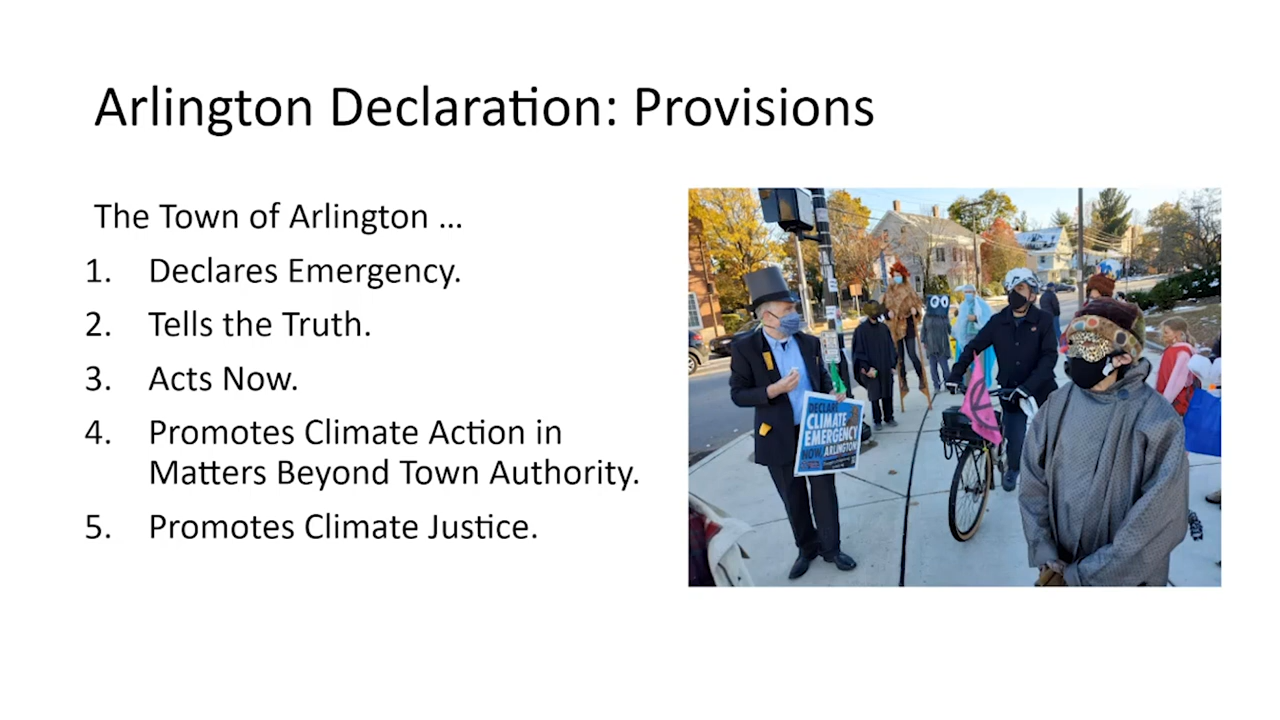 Arlington Declaration: Provisions
The Town of Arlington ...
1. Declares Emergency.
2. Tells the Truth.
3. Acts Now.
4. Promotes Climate Action in
Matters Beyond Town Authority.
5. Promotes Climate Justice.
DECLARE
CLIMATE
EMERGENCY
NOW ARLINGTON